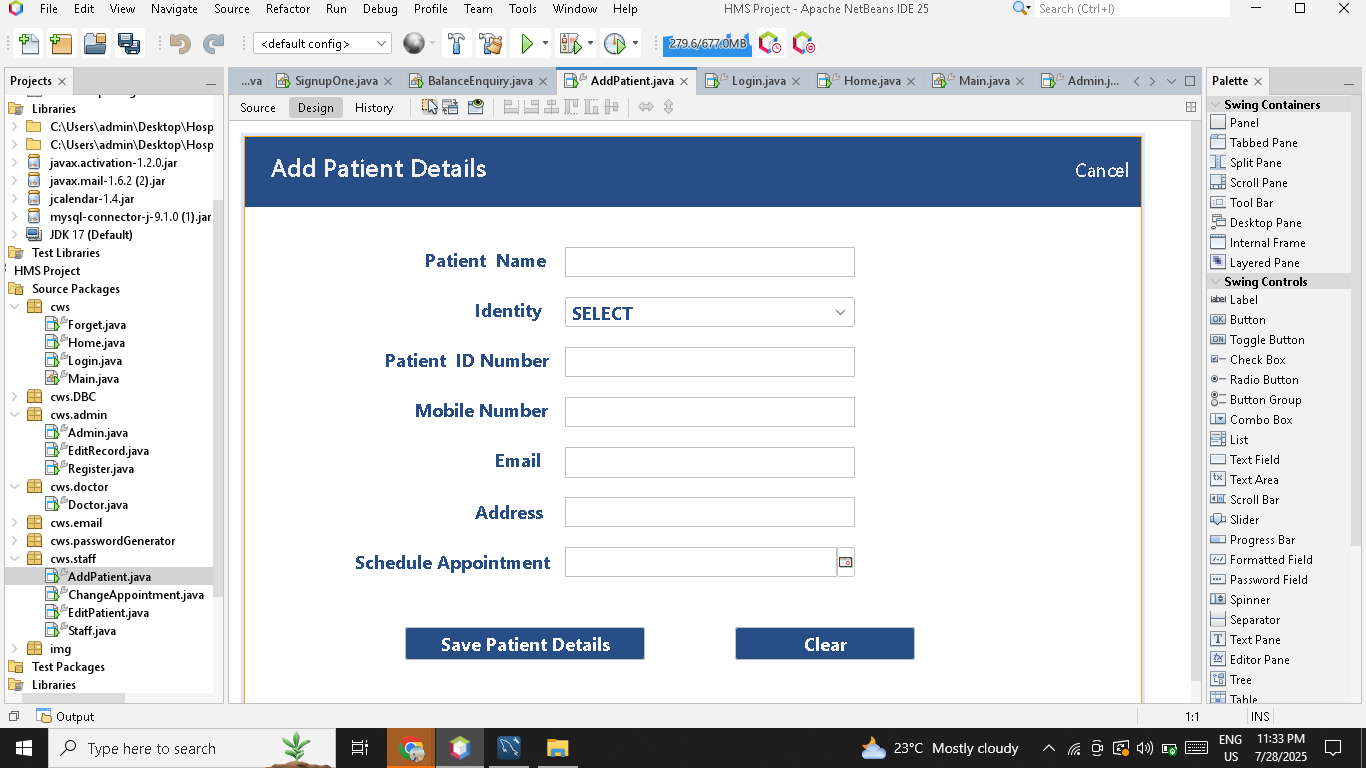 File Edit View Navigate Source Refactor Run Debug Profile Team Tools Window Help
HMS Project - Apache NetBeans IDE 25
Search (Ctrl+I)
<default config>
279.6/677.0MB
Projects
Libraries
C:\Users\admin\Desktop\Hosp
C:\Users\admin\Desktop\Hosp
javax.activation-1.2.0.jar
javax.mail-1.6.2 (2).jar
jcalendar-1.4.jar
mysql-connector-j-9.1.0 (1).jar
JDK 17 (Default)
Test Libraries
HMS Project
Source Packages
cws
Forget.java
Home.java
Login.java
Main.java
cws.DBC
cws.admin
Admin.java
EditRecord.java
Register.java
cws.doctor
Doctor.java
cws.email
cws.passwordGenerator
cws.staff
AddPatient.java
ChangeAppointment.java
EditPatient.java
Staff.java
img
Test Packages
Libraries
...va SignupOne.java BalanceEnquiry.java AddPatient.java Login.java Home.java Main.java Admin.j...
Source Design History
Add Patient Details
Cancel
Patient Name
Identity
SELECT
Patient ID Number
Mobile Number
Email
Address
Schedule Appointment
Save Patient Details
Clear
Palette
Swing Containers
Panel
Tabbed Pane
Split Pane
Scroll Pane
Tool Bar
Desktop Pane
Internal Frame
Layered Pane
Swing Controls
label Label
OK Button
ON Toggle Button
Check Box
Radio Button
Button Group
Combo Box
List
Text Field
Text Area
Scroll Bar
Slider
Progress Bar
Formatted Field
Password Field
Spinner
Separator
Text Pane
Editor Pane
Tree
Table
Output
1:1
INS
Type here to search
23°C Mostly cloudy
ENG
US
11:33 PM
7/28/2025